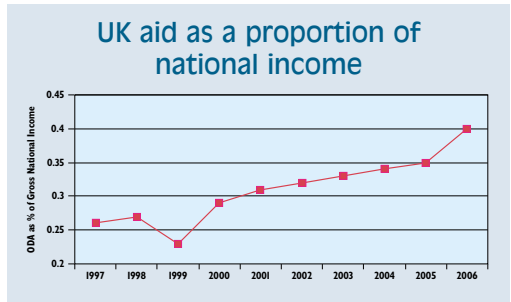 UK aid as a proportion of
national income
ODA as % of Gross National Income
0.45
0.4
0.35
0.3
0.25
0.2
1997 1998 1999 2000 2001 2002 2003 2004 2005 2006